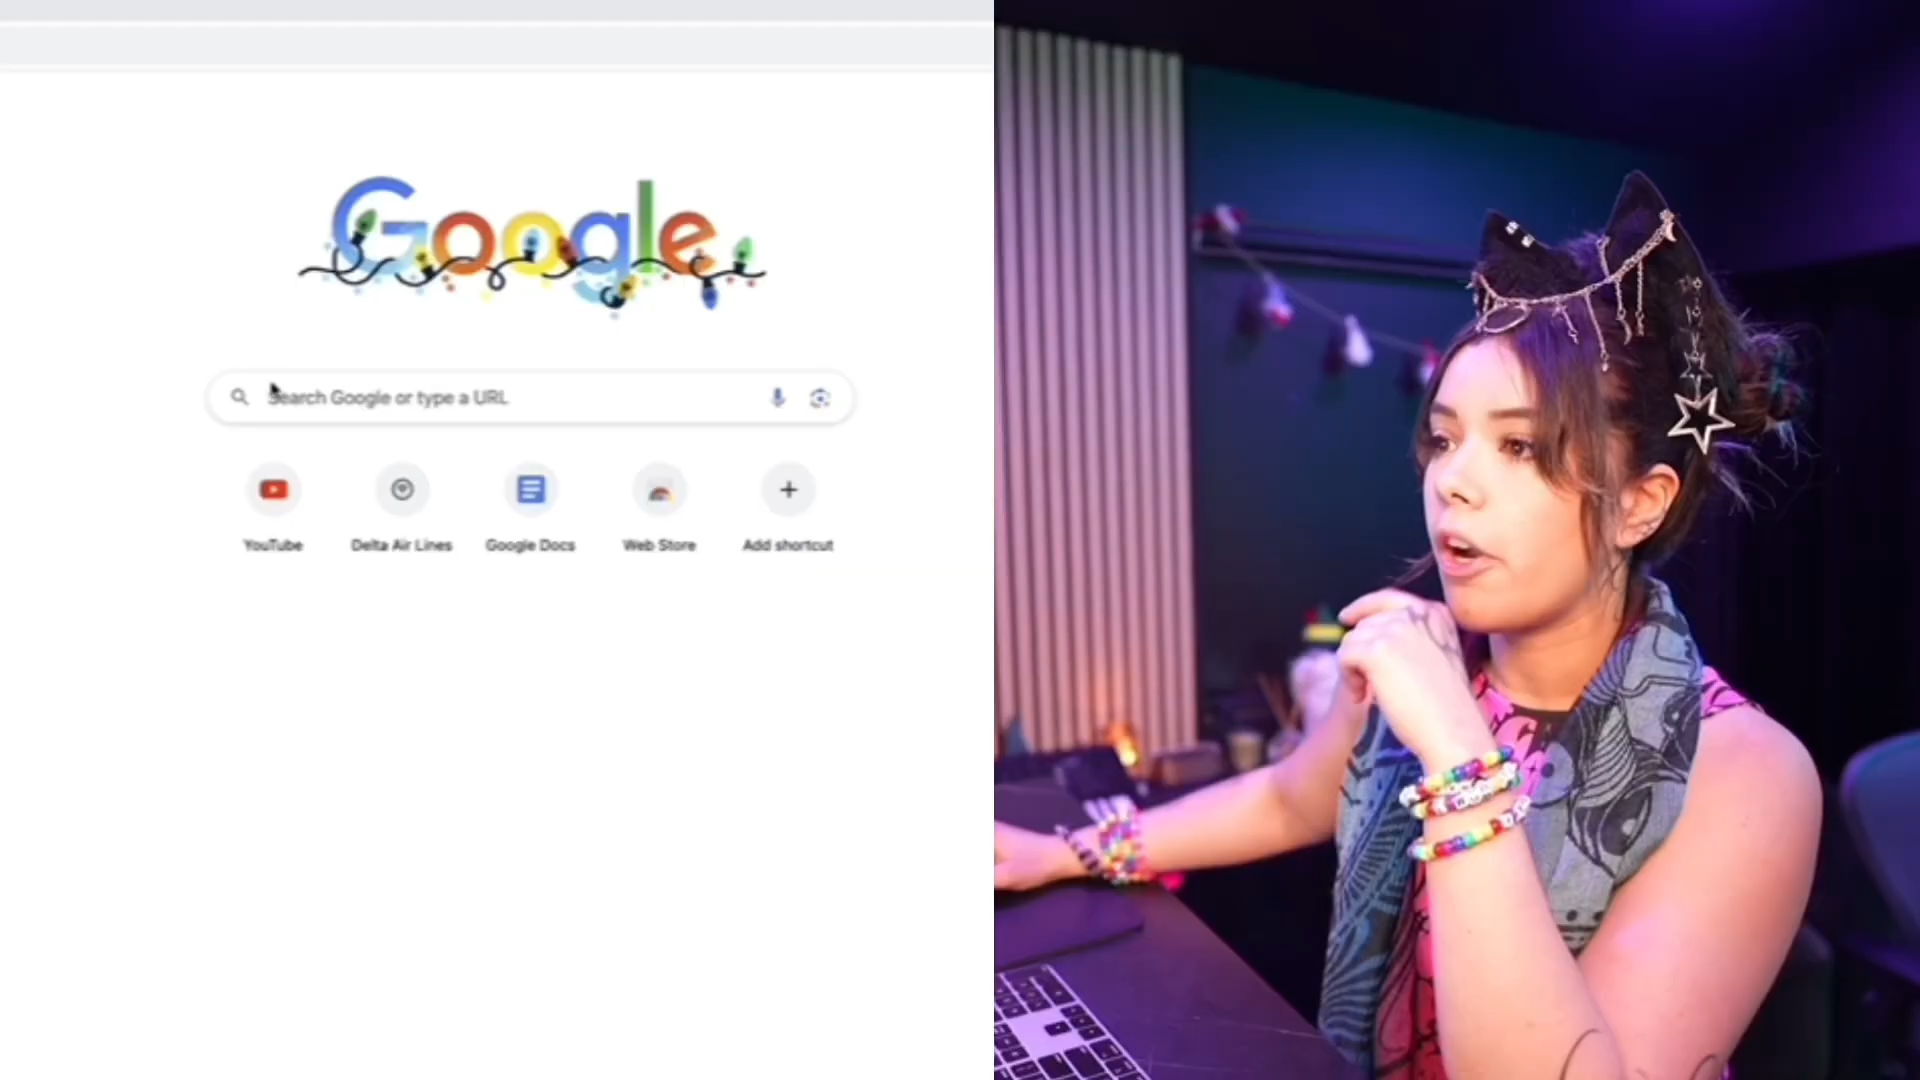 Google
Search Google or type a URL
YouTube
Delta Air Lines
Google Docs
Web Store
Add shortcut